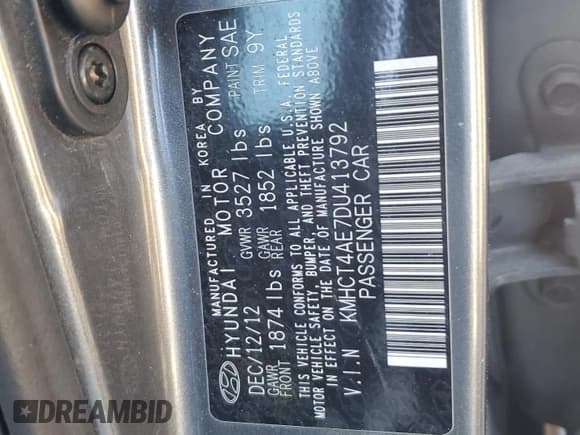 MANUFACTURED IN KOREA BY
HYUNDAI MOTOR COMPANY
DEC/12/12 GVWR 3527 lbs PAINT SAE
GAWR FRONT 1874 lbs GAWR REAR 1852 lbs TRIM 9Y
THIS VEHICLE CONFORMS TO ALL APPLICABLE U.S.A. FEDERAL
MOTOR VEHICLE SAFETY, BUMPER, AND THEFT PREVENTION STANDARDS
IN EFFECT ON THE DATE OF MANUFACTURE SHOWN ABOVE
V.I.N KMHCT4AE7DU413792
PASSENGER CAR
DREAMBID